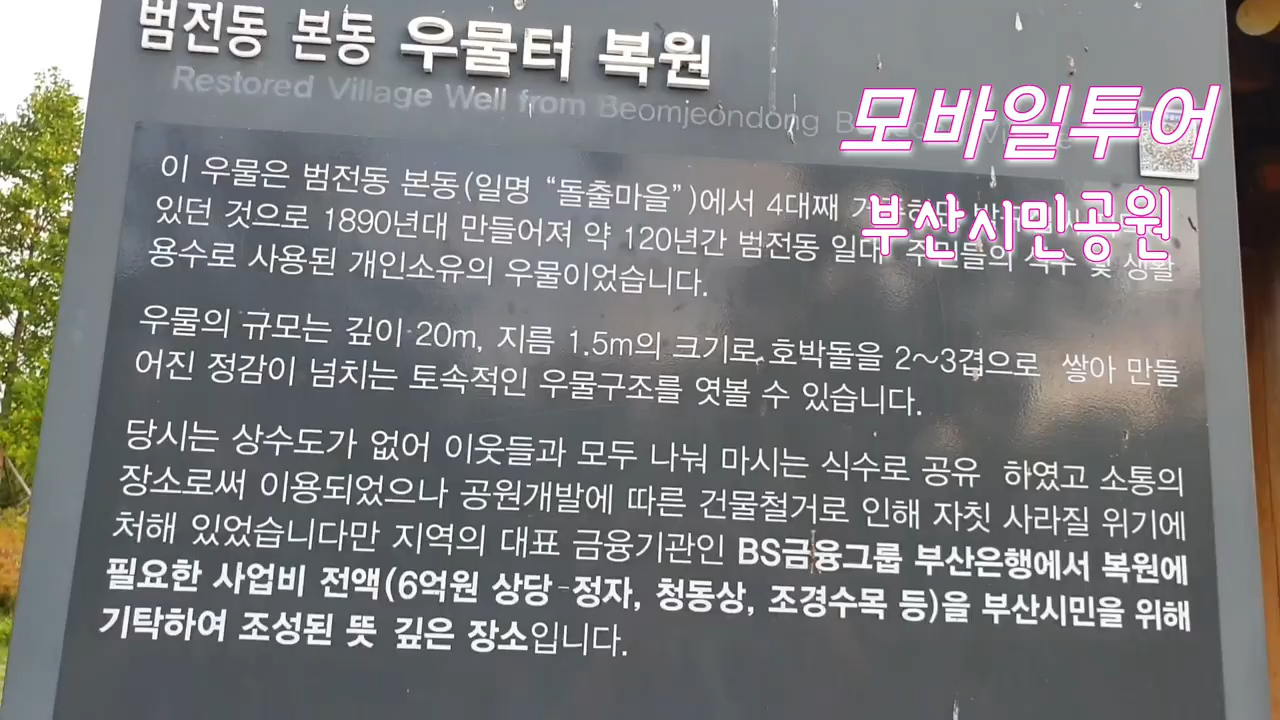 범전동 본동 우물터 복원
Restored Village Well from Beomjeondong
모바일투어
부산시민공원
이 우물은 범전동 본동(일명 “돌출마을”)에서 4대째
있던 것으로 1890년대 만들어져 약 120년간 범전동 일대 주민들의 식수 및 생활
용수로 사용된 개인소유의 우물이었습니다.
우물의 규모는 깊이 20m, 지름 1.5m의 크기로 호박돌을 2~3겹으로 쌓아 만들
어진 정감이 넘치는 토속적인 우물구조를 엿볼 수 있습니다.
당시는 상수도가 없어 이웃들과 모두 나눠 마시는 식수로 공유 하였고 소통의
장소로써 이용되었으나 공원개발에 따른 건물철거로 인해 자칫 사라질 위기에
처해 있었습니다만 지역의 대표 금융기관인 BS금융그룹 부산은행에서 복원에
필요한 사업비 전액(6억원 상당-정자, 청동상, 조경수목 등)을 부산시민을 위해
기탁하여 조성된 뜻 깊은 장소입니다.